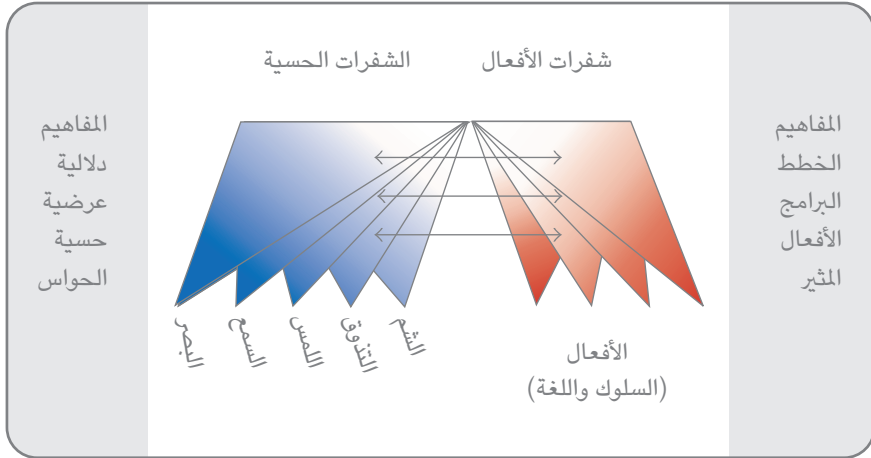 شفرات الأفعال
الشفرات الحسية
المفاهيم
الخطط
البرامج
الأفعال
المثير
المفاهيم
دلالية
عرضية
حسية
الحواس
الشم
التذوق
اللمس
السمع
البصر
الأفعال
(السلوك واللغة)